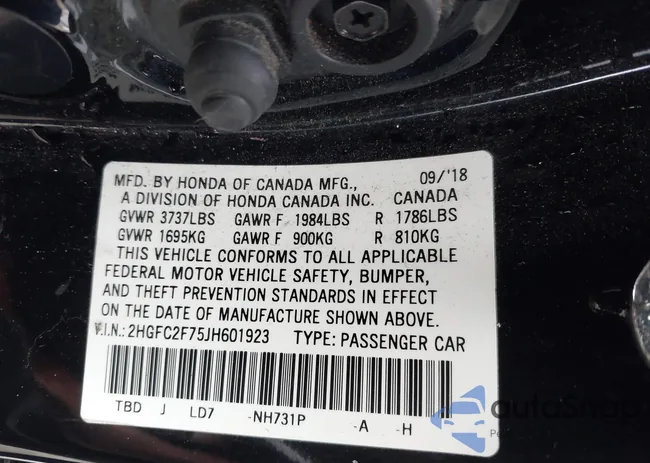 MFD. BY HONDA OF CANADA MFG., 09/'18
A DIVISION OF HONDA CANADA INC. CANADA
GVWR 3737LBS GAWR F 1984LBS R 1786LBS
GVWR 1695KG GAWR F 900KG R 810KG
THIS VEHICLE CONFORMS TO ALL APPLICABLE
FEDERAL MOTOR VEHICLE SAFETY, BUMPER,
AND THEFT PREVENTION STANDARDS IN EFFECT
ON THE DATE OF MANUFACTURE SHOWN ABOVE.
V.I.N.: 2HGFC2F75JH601923 TYPE: PASSENGER CAR
TBD J LD7 -NH731P -A -H
autoSnap